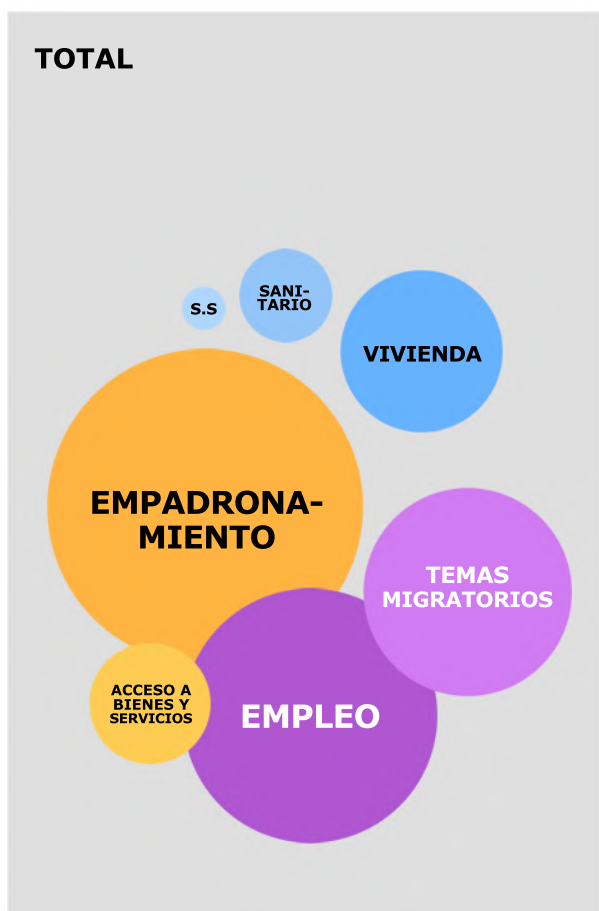 TOTAL
S.S
SANI-
TARIO
VIVIENDA
EMPADRONA-
MIENTO
TEMAS
MIGRATORIOS
ACCESO A
BIENES Y
SERVICIOS
EMPLEO